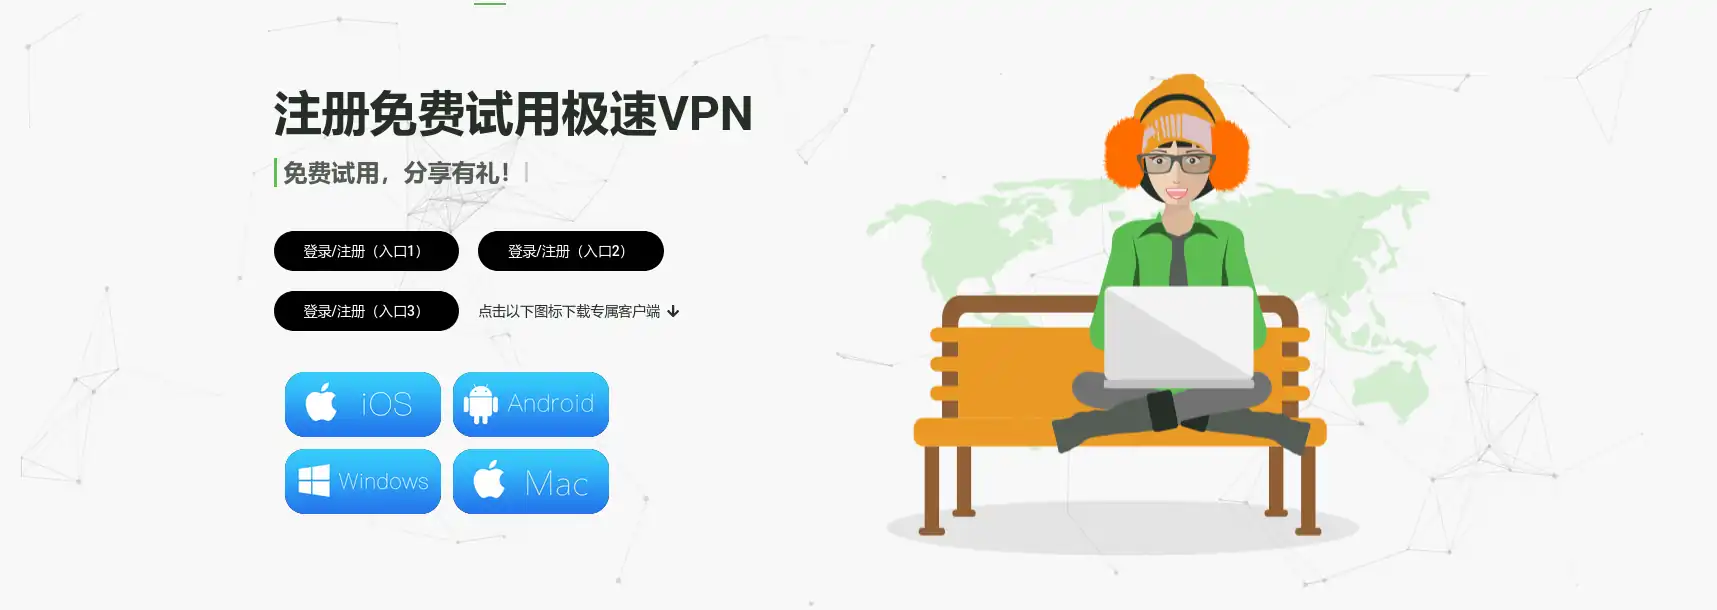 注册免费试用极速VPN
免费试用，分享有礼！
登录/注册（入口1）
登录/注册（入口2）
登录/注册（入口3）
点击以下图标下载专属客户端
iOS
Android
Windows
Mac